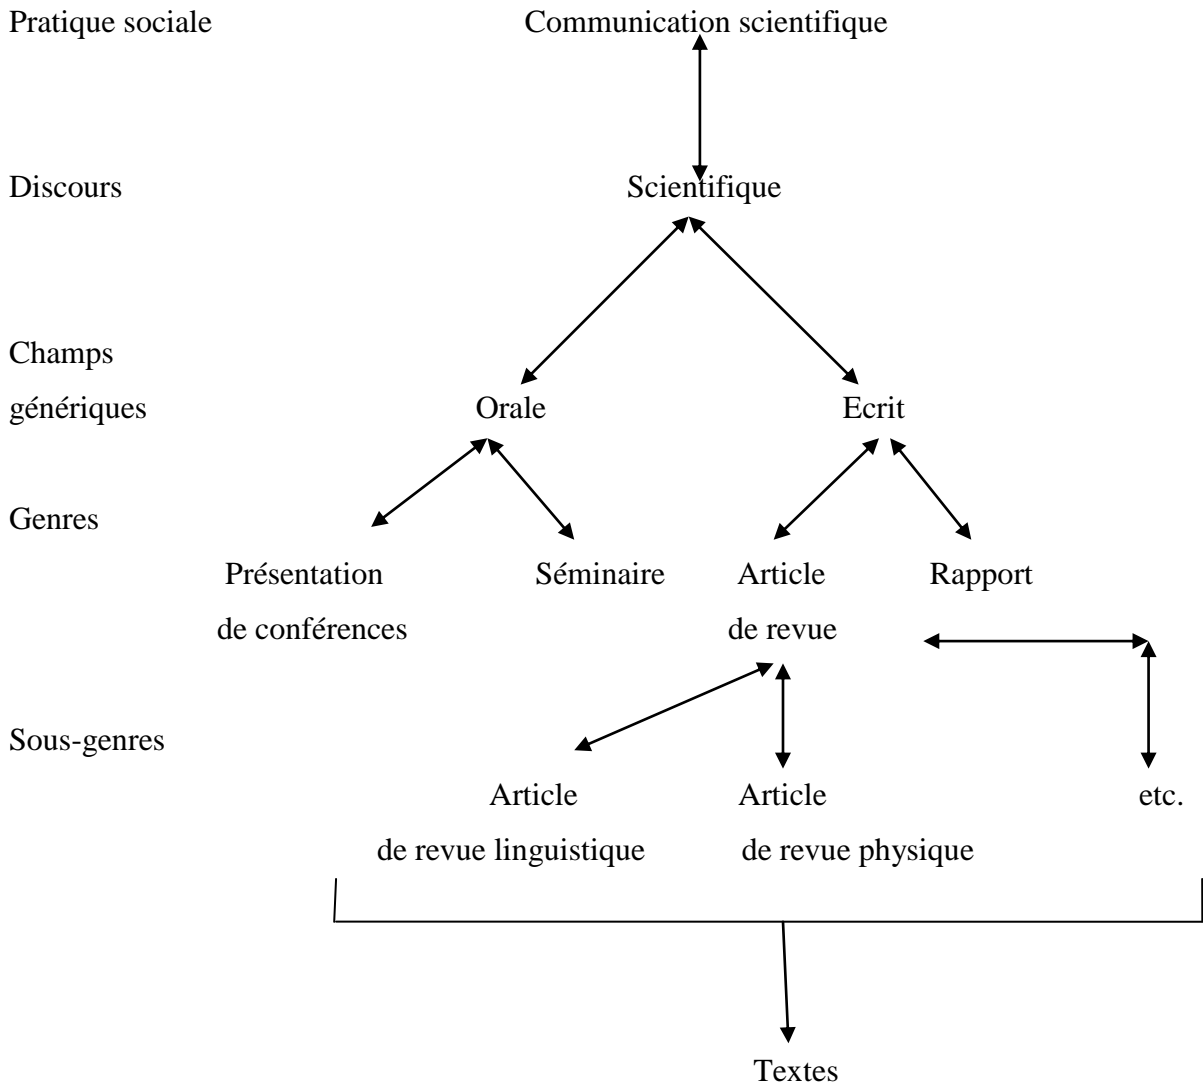 Pratique sociale Communication scientifique
Discours Scientifique
Champs
génériques Orale Ecrit
Genres
Présentation Séminaire Article Rapport
de conférences de revue
Sous-genres
Article Article etc.
de revue linguistique de revue physique
Textes